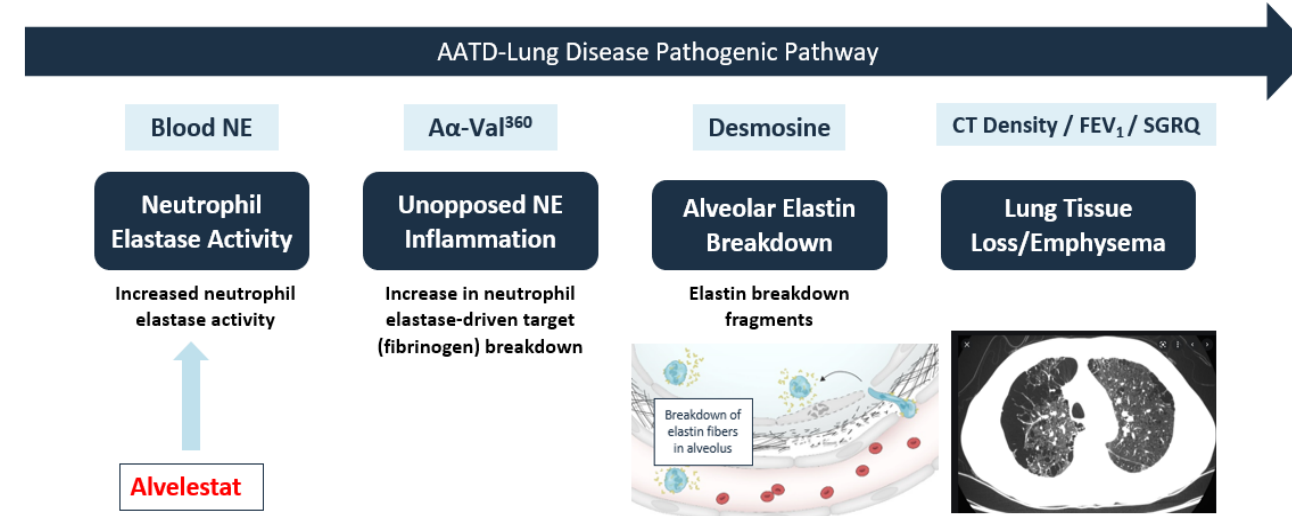 AATD-Lung Disease Pathogenic Pathway
Blood NE
Aα-Val³⁶⁰
Desmosine
CT Density / FEV₁ / SGRQ
Neutrophil
Elastase Activity
Unopposed NE
Inflammation
Alveolar Elastin
Breakdown
Lung Tissue
Loss/Emphysema
Increased neutrophil
elastase activity
Increase in neutrophil
elastase-driven target
(fibrinogen) breakdown
Elastin breakdown
fragments
Breakdown of
elastin fibers
in alveolus
Alvelestat